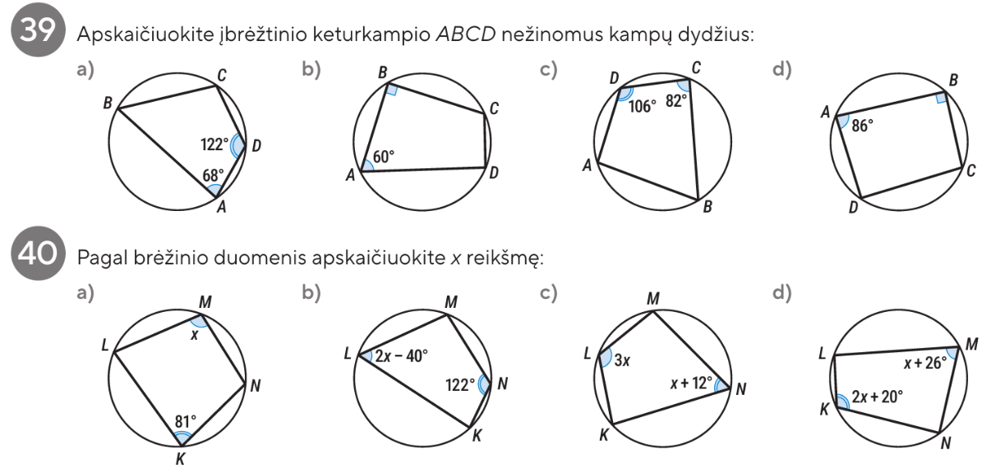 39 Apskaičiuokite įbrėžtinio keturkampio ABCD nežinomus kampų dydžius:
a)
B
C
D
A
122°
68°
b)
B
C
A
D
60°
c)
D
C
A
B
106°
82°
d)
A
B
C
D
86°
40 Pagal brėžinio duomenis apskaičiuokite x reikšmę:
a)
M
L
x
N
81°
K
b)
M
L
2x – 40°
122°
N
K
c)
M
L
3x
x + 12°
N
K
d)
L
M
x + 26°
K
2x + 20°
N